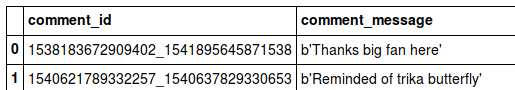 comment_id comment_message
0 1538183672909402_1541895645871538 b'Thanks big fan here'
1 1540621789332257_1540637829330653 b'Reminded of trika butterfly'